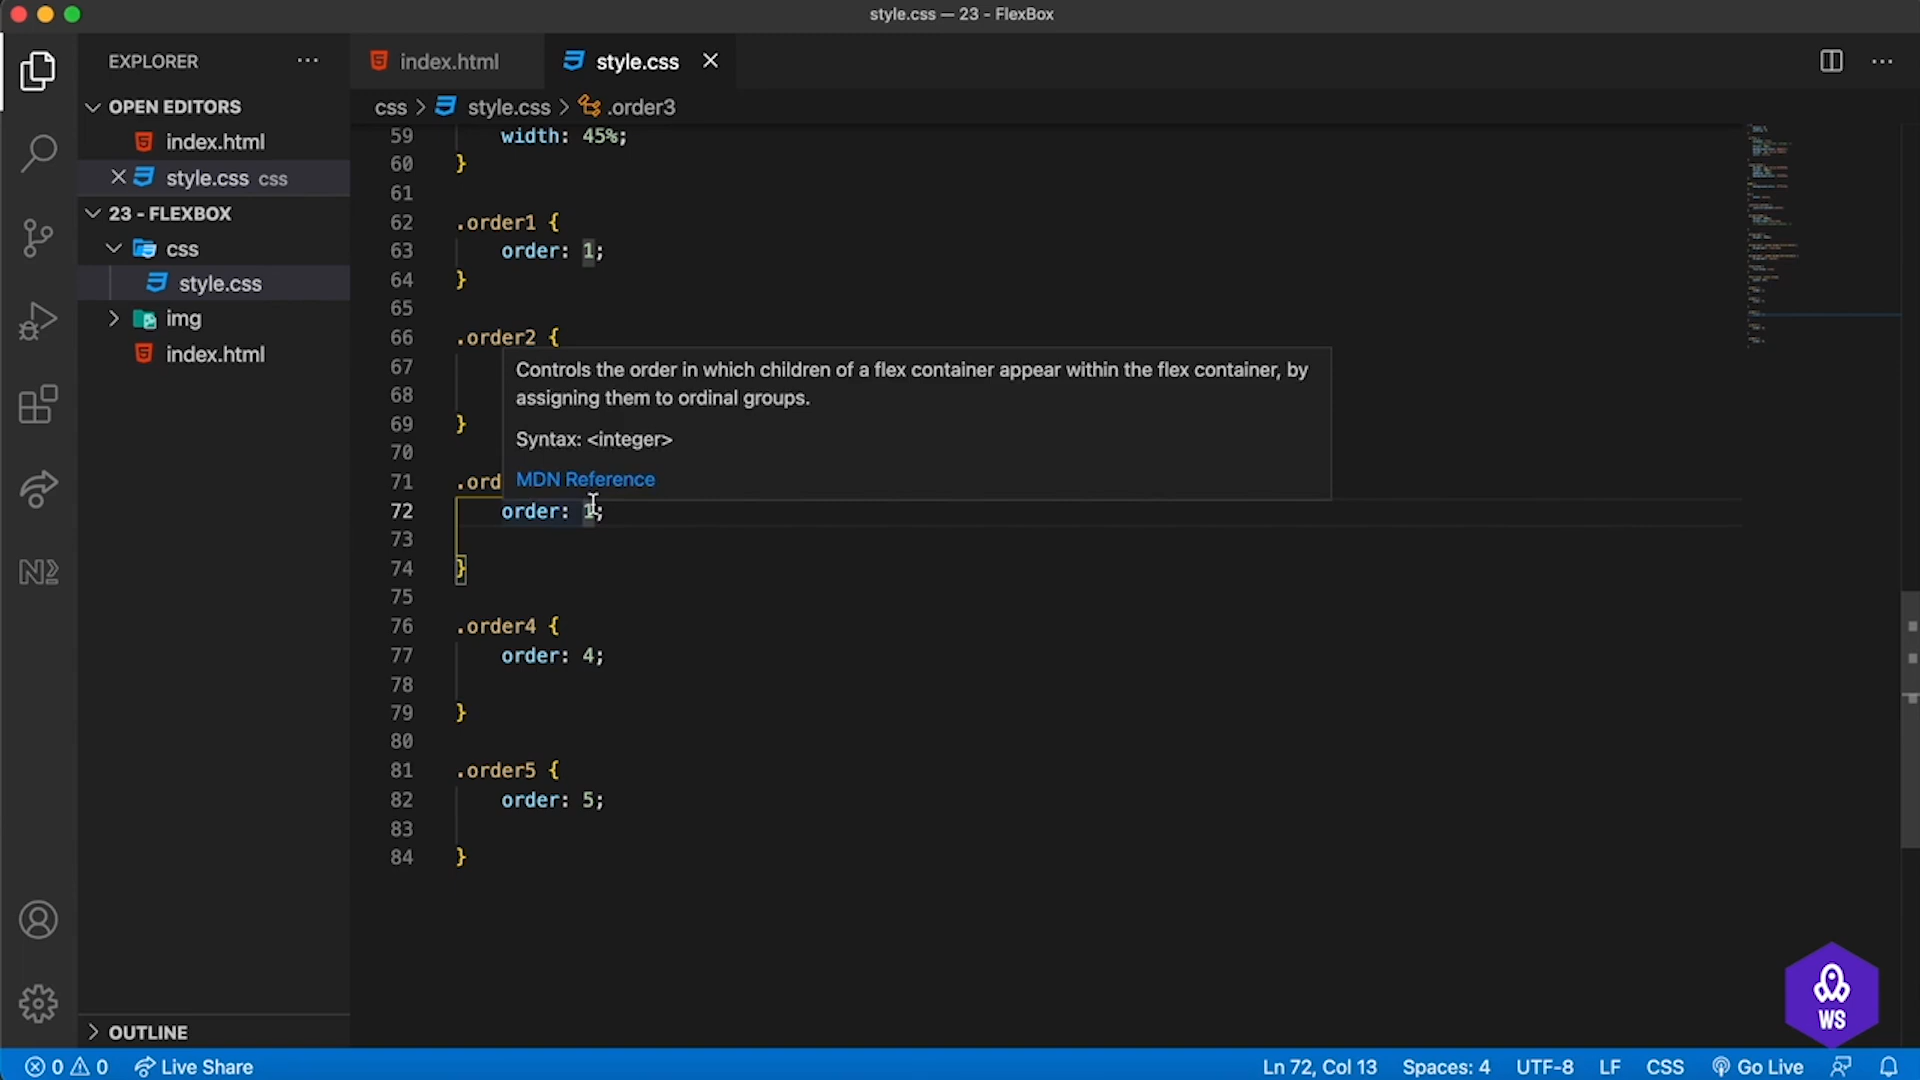 style.css — 23 - FlexBox
EXPLORER
OPEN EDITORS
index.html
style.css css
23 - FLEXBOX
css
style.css
img
index.html
OUTLINE
index.html
style.css
css > style.css > .order3
59 width: 45%;
60 }
61
62 .order1 {
63 order: 1;
64 }
65
66 .order2 {
67
68
69 }
70
71 .ord
72 order: 1;
73
74 }
75
76 .order4 {
77 order: 4;
78
79 }
80
81 .order5 {
82 order: 5;
83
84 }
Controls the order in which children of a flex container appear within the flex container, by
assigning them to ordinal groups.
Syntax: <integer>
MDN Reference
WS
0 0 Live Share
Ln 72, Col 13 Spaces: 4 UTF-8 LF CSS Go Live